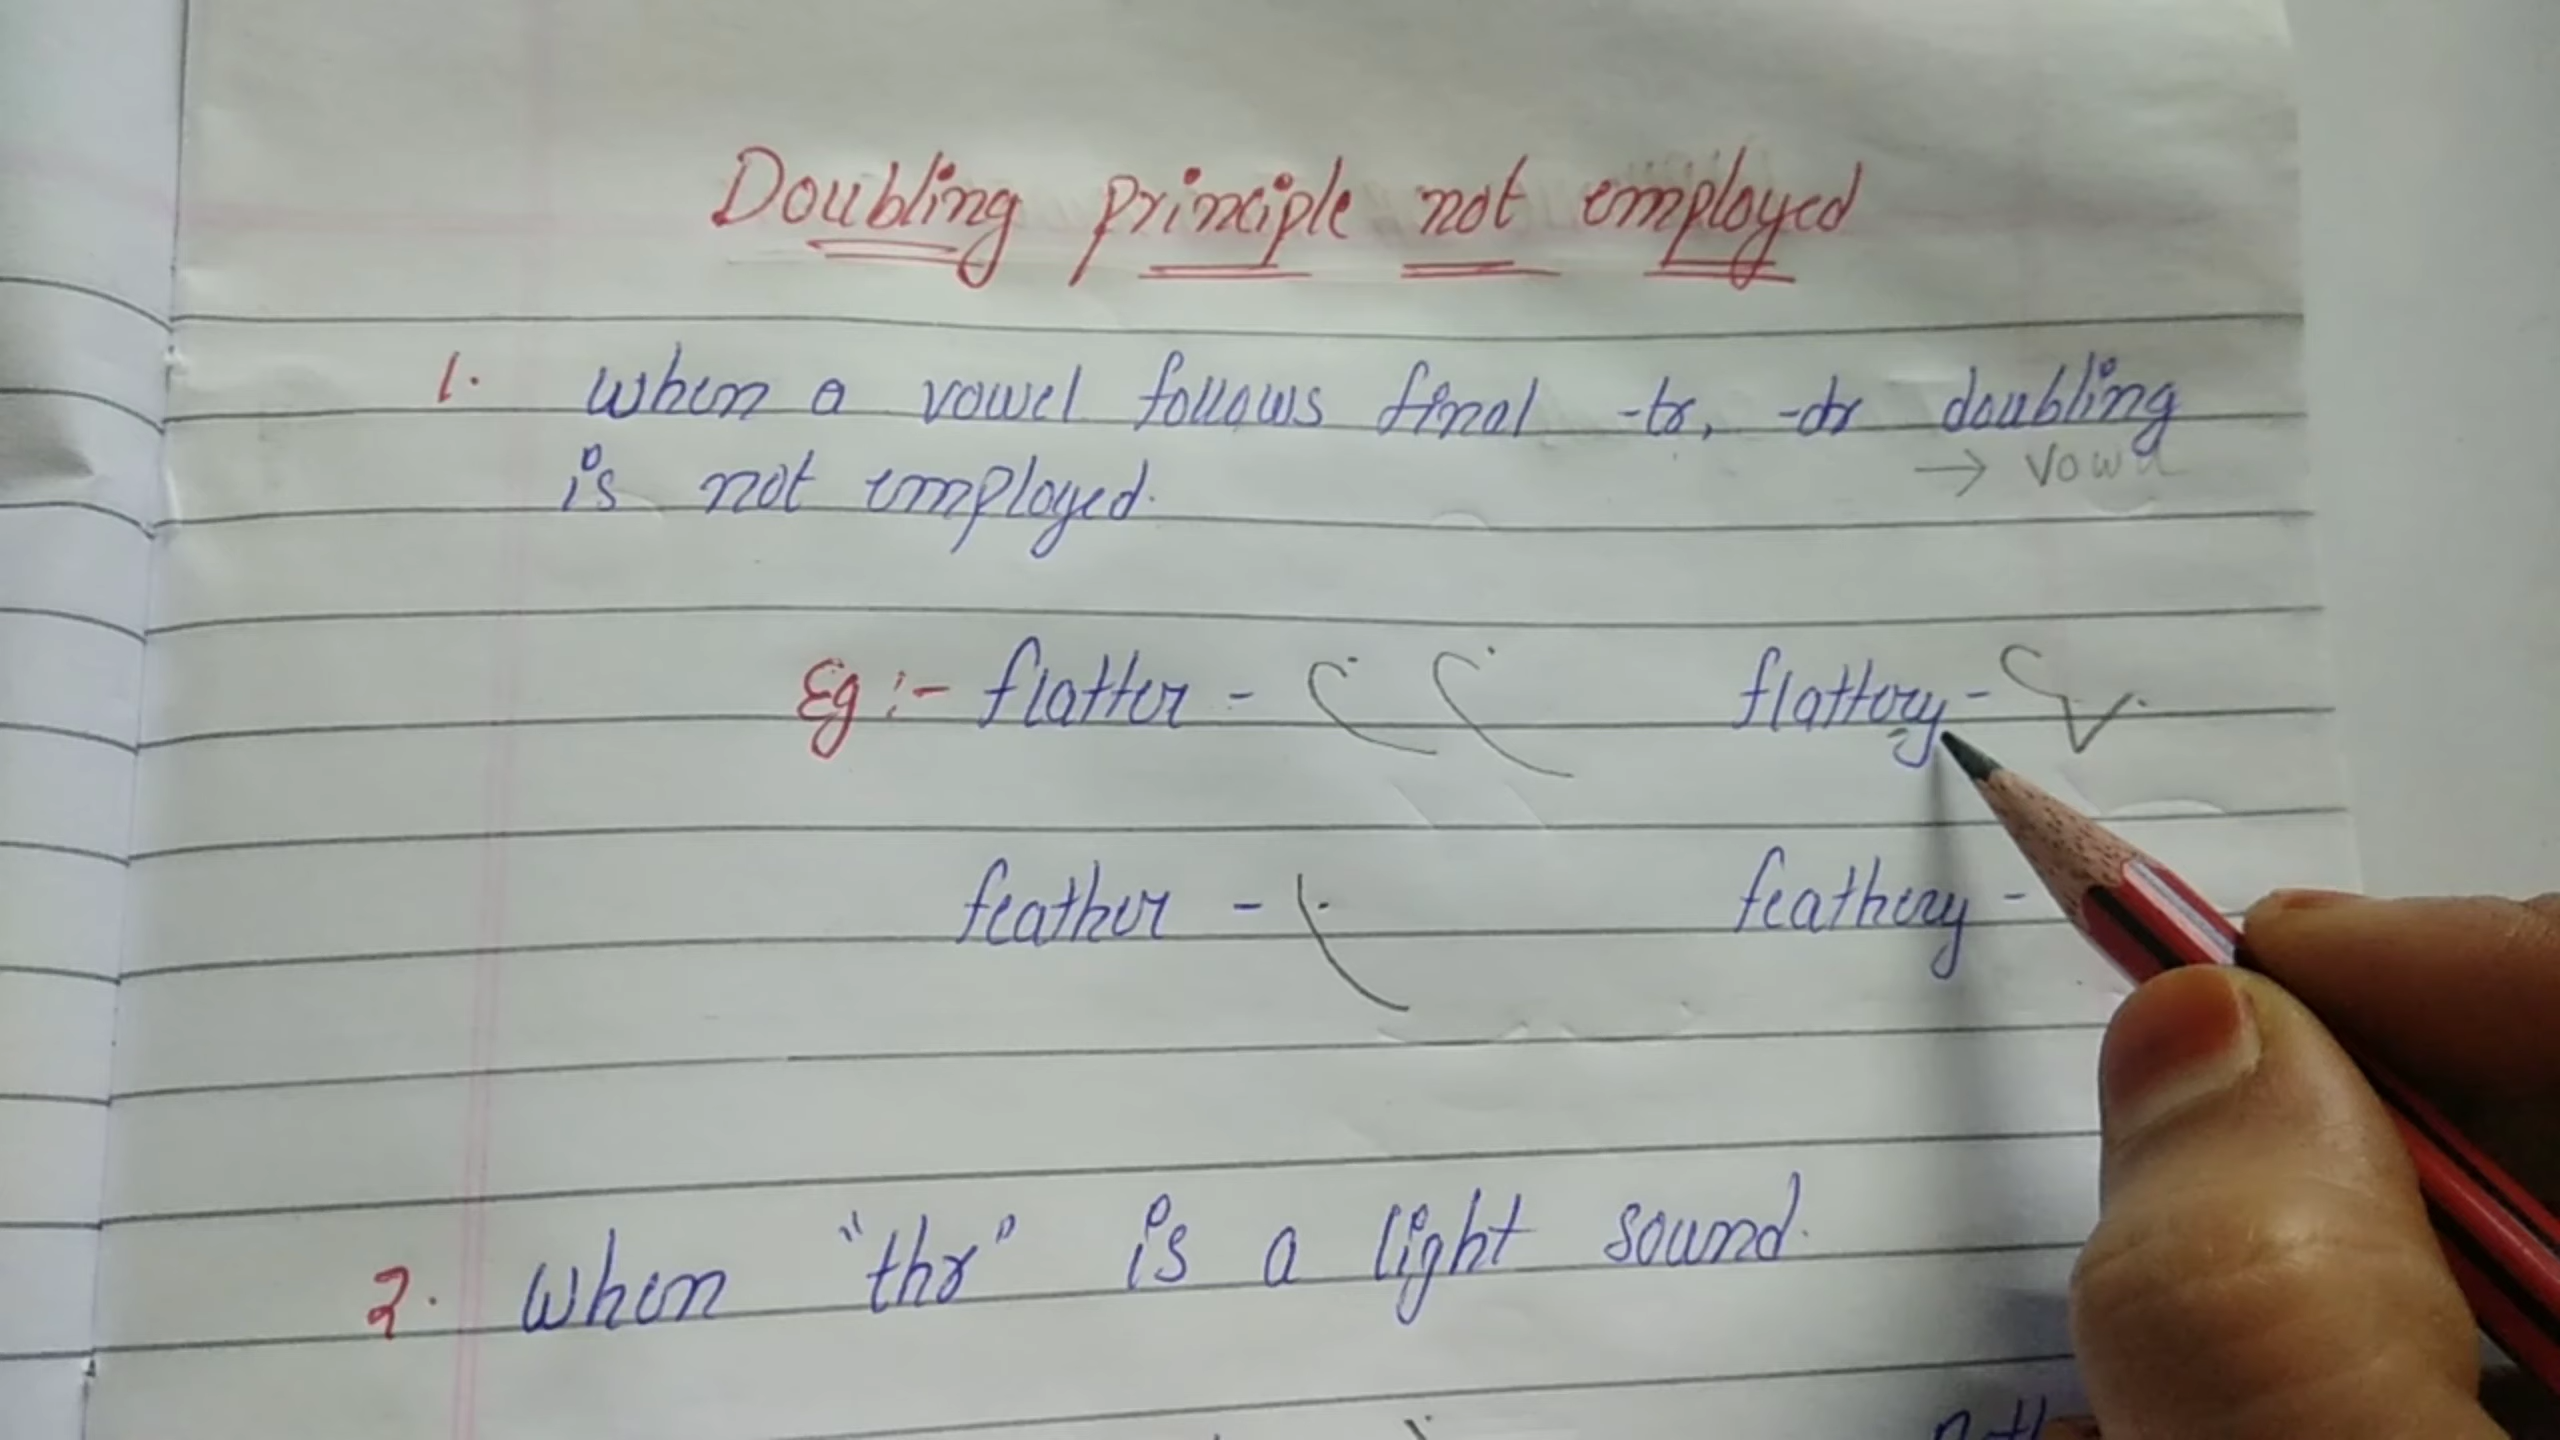 Doubling principle not employed
1. When a vowel follows final -tr, -dr doubling
→ vowel
is not employed.
Eg :- flatter - flattery -
feather - feathery -
2. When "thr" is a light sound.